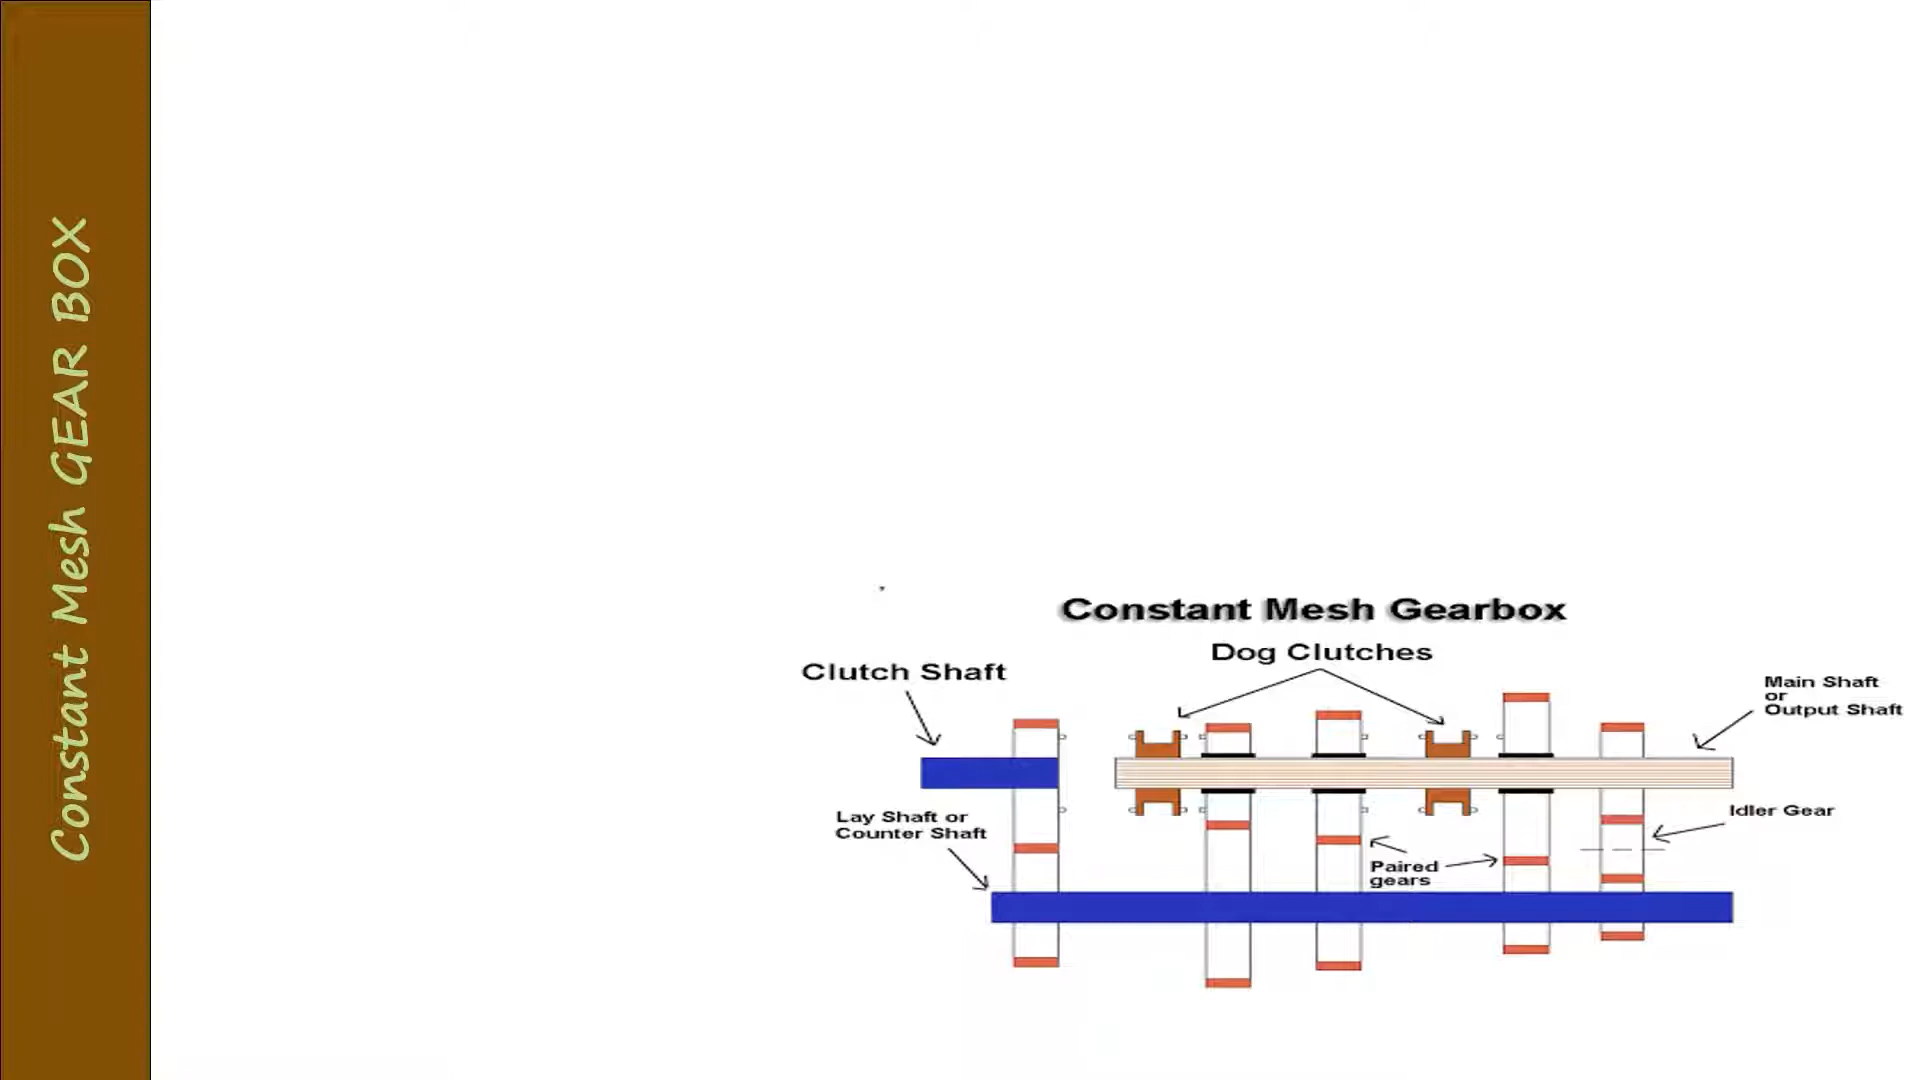 Constant Mesh GEAR BOX
Constant Mesh Gearbox
Dog Clutches
Clutch Shaft
Main Shaft
or
Output Shaft
Lay Shaft or
Counter Shaft
Idler Gear
Paired
gears